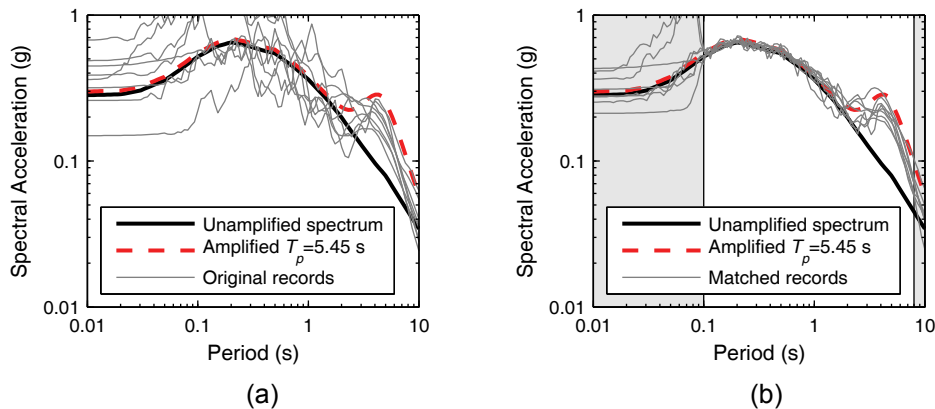 Spectral Acceleration (g)
1
0.1
0.01
0.01
0.1
1
10
Period (s)
Unamplified spectrum
Amplified Tp=5.45 s
Original records
(a)
Spectral Acceleration (g)
1
0.1
0.01
0.01
0.1
1
10
Period (s)
Unamplified spectrum
Amplified Tp=5.45 s
Matched records
(b)